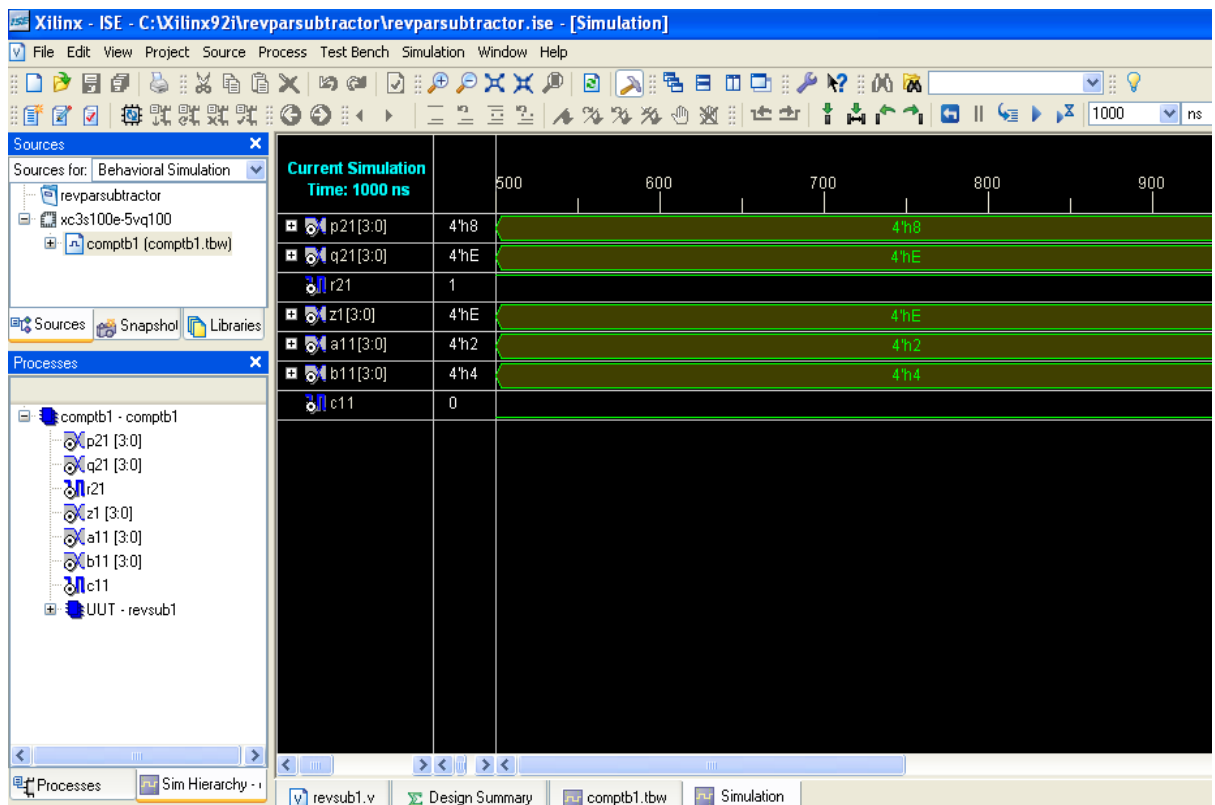 Xilinx - ISE - C:\Xilinx92i\revparsubtractor\revparsubtractor.ise - [Simulation]
File Edit View Project Source Process Test Bench Simulation Window Help
1000 ns
Sources
Sources for: Behavioral Simulation
revparsubtractor
xc3s100e-5vq100
comptb1 (comptb1.tbw)
Sources Snapshot Libraries
Processes
comptb1 - comptb1
p21 [3:0]
q21 [3:0]
r21
z1 [3:0]
a11 [3:0]
b11 [3:0]
c11
UUT - revsub1
Processes Sim Hierarchy -
Current Simulation
Time: 1000 ns
500 600 700 800 900
p21[3:0] 4'h8 4'h8
q21[3:0] 4'hE 4'hE
r21 1
z1[3:0] 4'hE 4'hE
a11[3:0] 4'h2 4'h2
b11[3:0] 4'h4 4'h4
c11 0
revsub1.v Design Summary comptb1.tbw Simulation